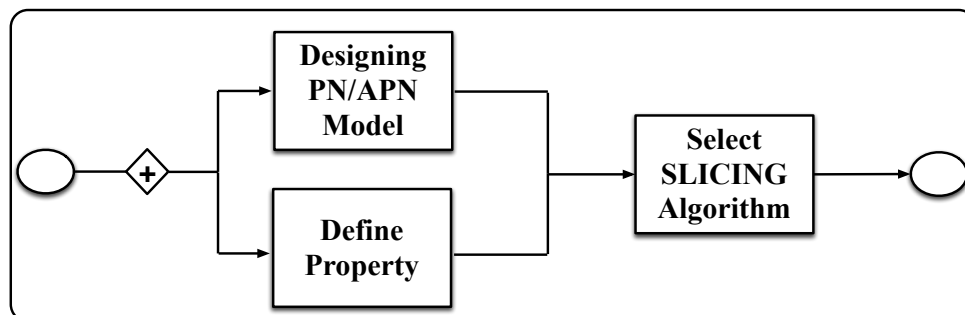 Designing
PN/APN
Model
+
Define
Property
Select
SLICING
Algorithm